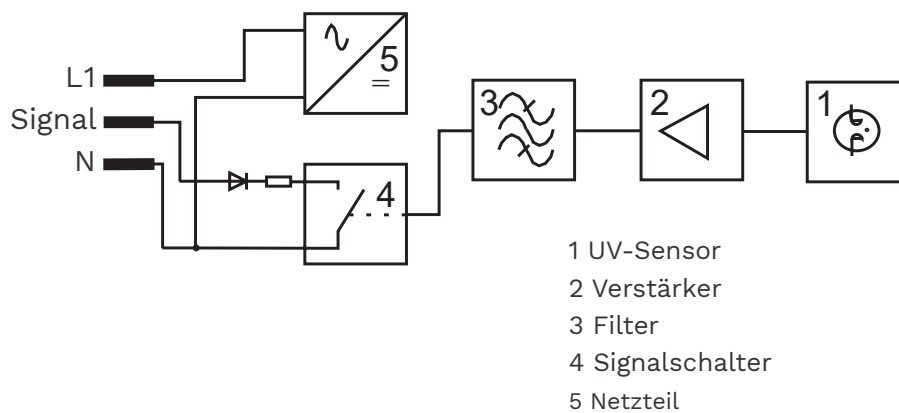 L1
Signal
N
5
4
3
2
1
1 UV-Sensor
2 Verstärker
3 Filter
4 Signalschalter
5 Netzteil